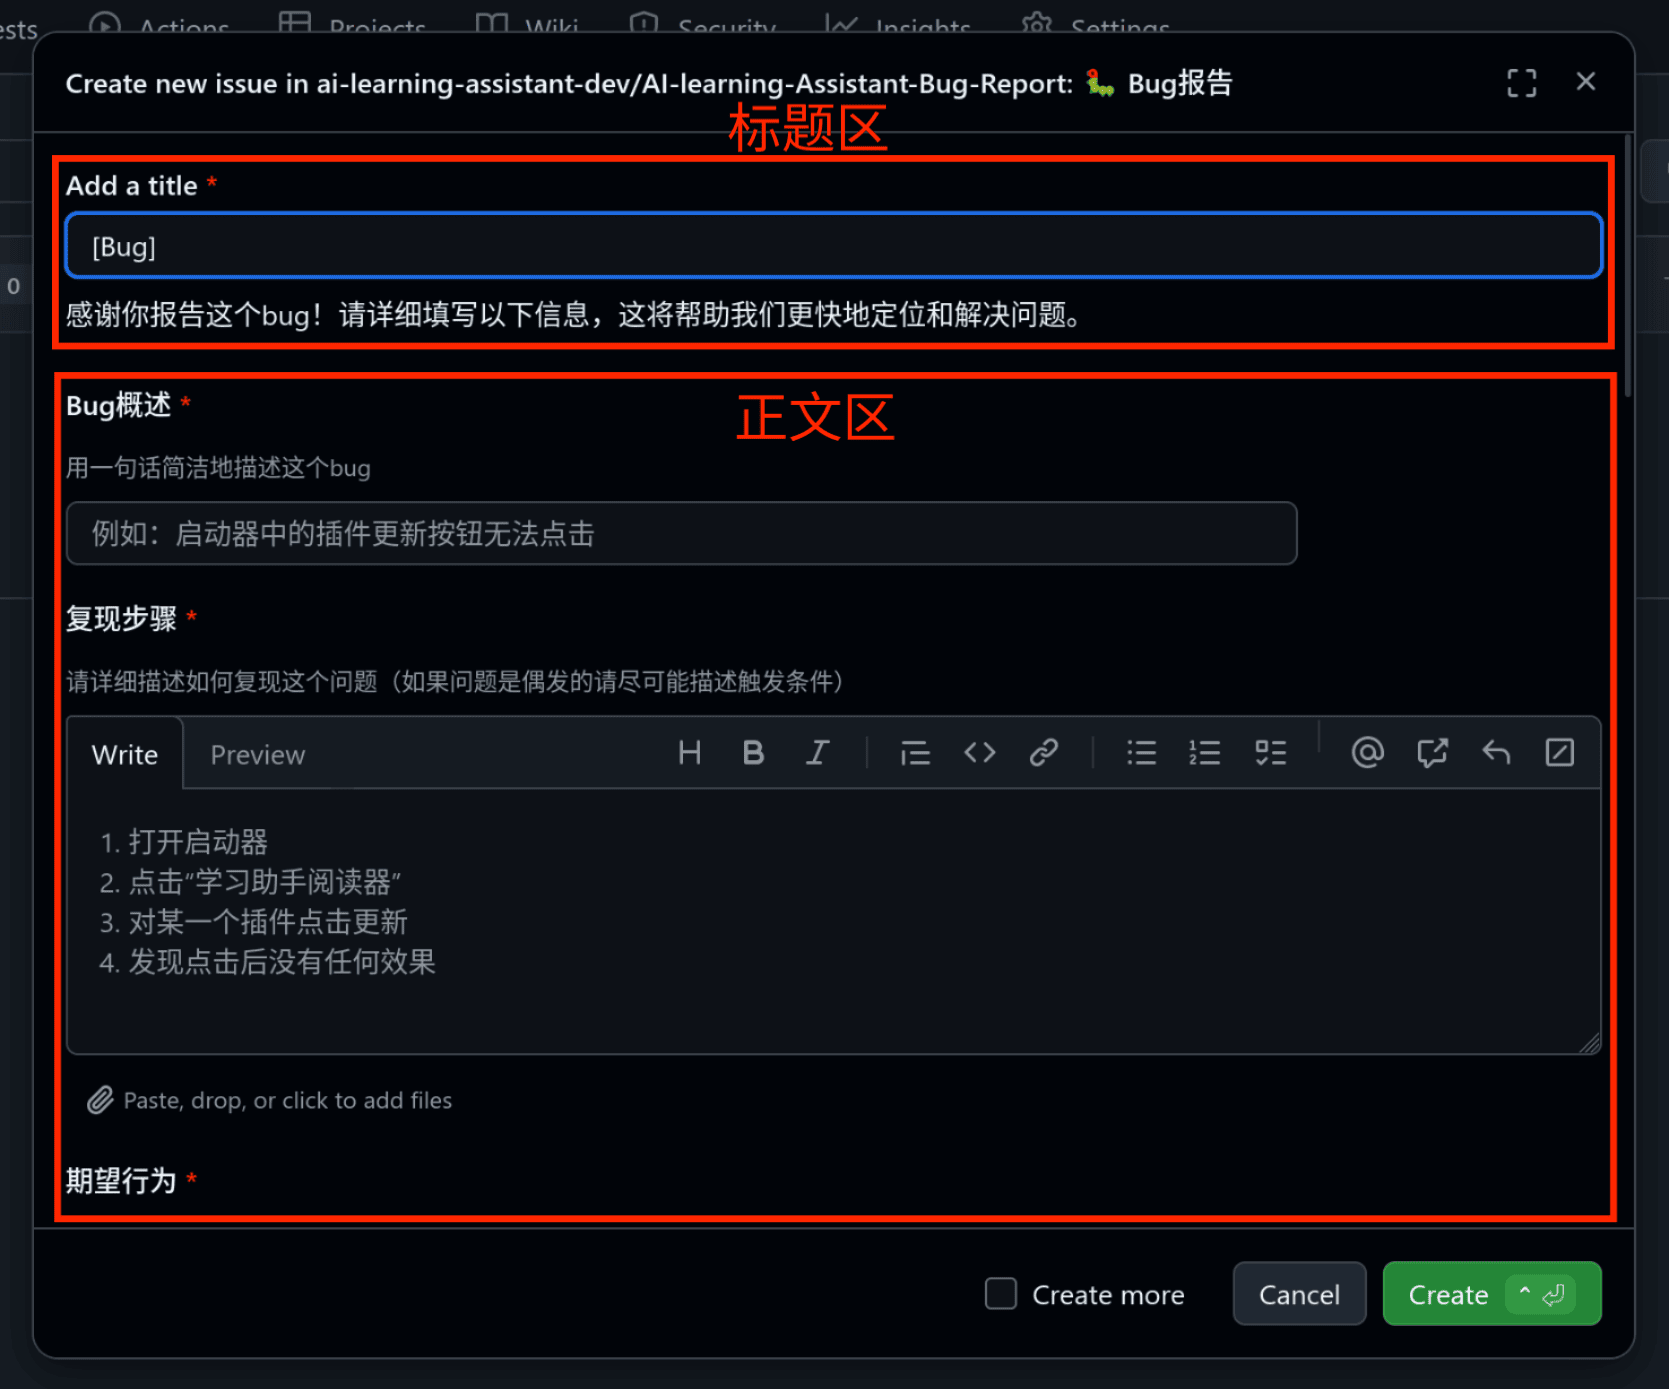 ests Actions Projects Wiki Security Insights Settings
Create new issue in ai-learning-assistant-dev/AI-learning-Assistant-Bug-Report: 🐛 Bug报告
标题区
Add a title *
[Bug]
0
感谢你报告这个bug！请详细填写以下信息，这将帮助我们更快地定位和解决问题。
Bug概述 *
正文区
用一句话简洁地描述这个bug
例如：启动器中的插件更新按钮无法点击
复现步骤 *
请详细描述如何复现这个问题（如果问题是偶发的请尽可能描述触发条件）
Write Preview
1. 打开启动器
2. 点击“学习助手阅读器”
3. 对某一个插件点击更新
4. 发现点击后没有任何效果
Paste, drop, or click to add files
期望行为 *
Create more Cancel Create